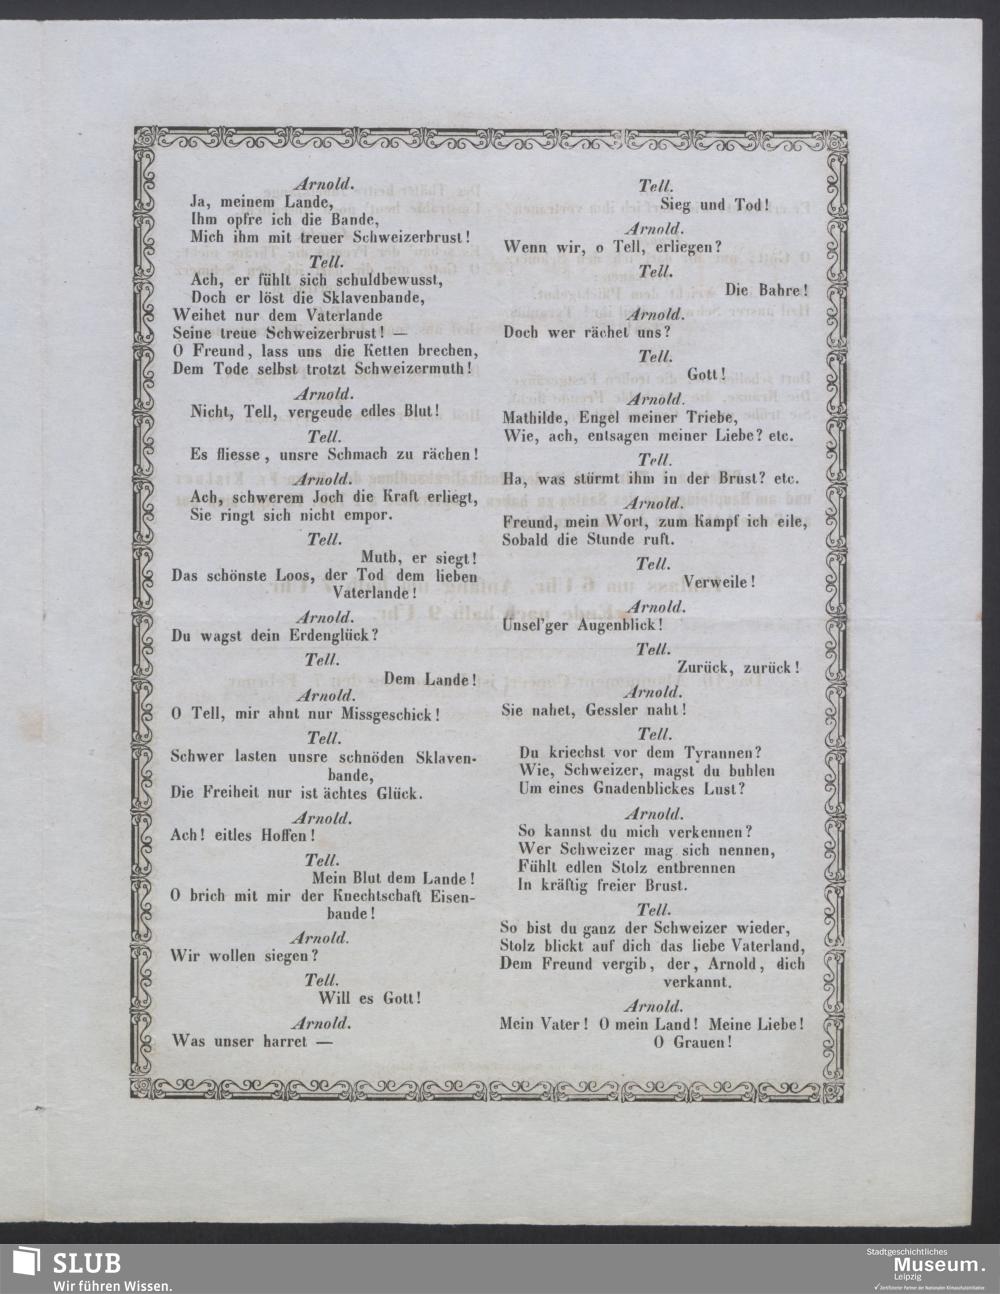 Arnold.
Ja, meinem Lande,
Ihm opfre ich die Bande,
Mich ihm mit treuer Schweizerbrust!
Tell.
Ach, er fühlt sich schuldbewusst,
Doch er löst die Sklavenbande,
Weihet nur dem Vaterlande
Seine treue Schweizerbrust! —
O Freund, lass uns die Ketten brechen,
Dem Tode selbst trotzt Schweizermuth!
Arnold.
Nicht, Tell, vergeude edles Blut!
Tell.
Es fliesse, unsre Schmach zu rächen!
Arnold.
Ach, schwerem Joch die Kraft erliegt,
Sie ringt sich nicht empor.
Tell.
Muth, er siegt!
Das schönste Loos, der Tod dem lieben
Vaterlande!
Arnold.
Du wagst dein Erdenglück?
Tell.
Dem Lande!
Arnold.
O Tell, mir ahnt nur Missgeschick!
Tell.
Schwer lasten unsre schnöden Sklaven-
bande,
Die Freiheit nur ist ächtes Glück.
Arnold.
Ach! eitles Hoffen!
Tell.
Mein Blut dem Lande!
O brich mit mir der Knechtschaft Eisen-
bande!
Arnold.
Wir wollen siegen?
Tell.
Will es Gott!
Arnold.
Was unser harret —
Tell.
Sieg und Tod!
Arnold.
Wenn wir, o Tell, erliegen?
Tell.
Die Bahre!
Arnold.
Doch wer rächet uns?
Tell.
Gott!
Arnold.
Mathilde, Engel meiner Triebe,
Wie, ach, entsagen meiner Liebe? etc.
Tell.
Ha, was stürmt ihm in der Brust? etc.
Arnold.
Freund, mein Wort, zum Kampf ich eile,
Sobald die Stunde ruft.
Tell.
Verweile!
Arnold.
Unsel'ger Augenblick!
Tell.
Zurück, zurück!
Arnold.
Sie nahet, Gessler naht!
Tell.
Du kriechst vor dem Tyrannen?
Wie, Schweizer, magst du buhlen
Um eines Gnadenblickes Lust?
Arnold.
So kannst du mich verkennen?
Wer Schweizer mag sich nennen,
Fühlt edlen Stolz entbrennen
In kräftig freier Brust.
Tell.
So bist du ganz der Schweizer wieder,
Stolz blickt auf dich das liebe Vaterland,
Dem Freund vergib, der, Arnold, dich
verkannt.
Arnold.
Mein Vater! O mein Land! Meine Liebe!
O Grauen!
SLUB
Wir führen Wissen.
Stadtgeschichtliches
Museum.
Leipzig